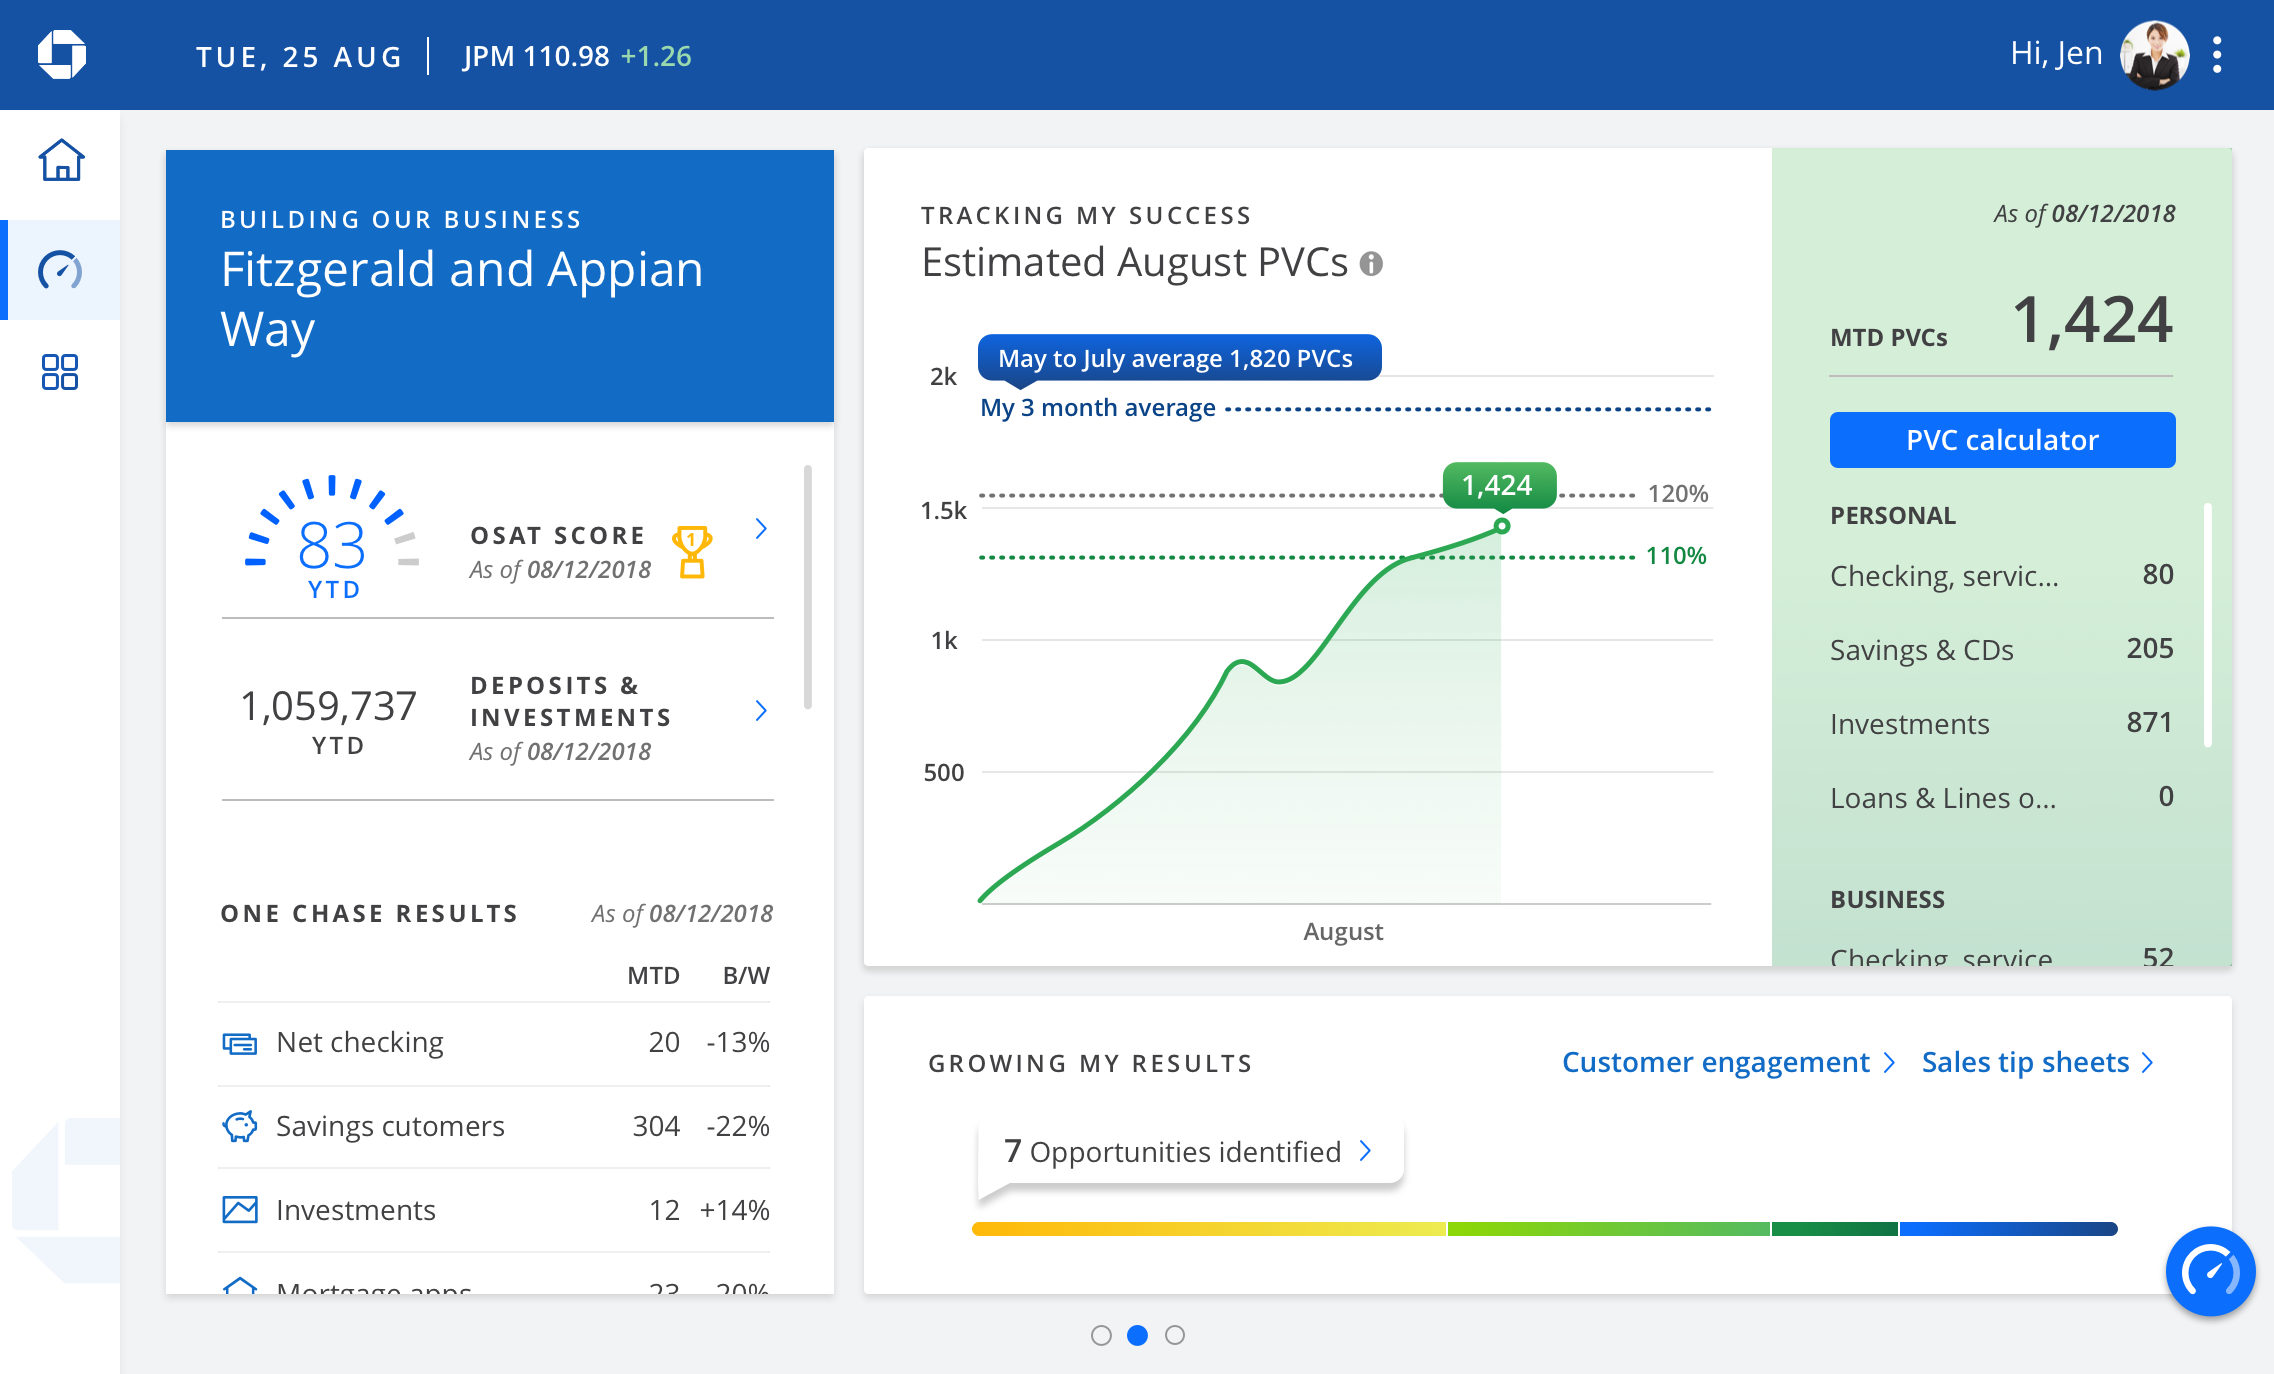 TUE, 25 AUG
JPM 110.98 +1.26
Hi, Jen
BUILDING OUR BUSINESS
Fitzgerald and Appian
Way
83
YTD
OSAT SCORE
As of 08/12/2018
1
1,059,737
YTD
DEPOSITS &
INVESTMENTS
As of 08/12/2018
ONE CHASE RESULTS As of 08/12/2018
MTD B/W
Net checking 20 -13%
Savings cutomers 304 -22%
Investments 12 +14%
Mortgage apps 23 20%
TRACKING MY SUCCESS
Estimated August PVCs
May to July average 1,820 PVCs
2k
My 3 month average
1,424
120%
1.5k
110%
1k
500
August
As of 08/12/2018
MTD PVCs 1,424
PVC calculator
PERSONAL
Checking, servic... 80
Savings & CDs 205
Investments 871
Loans & Lines o... 0
BUSINESS
Checking, service 52
GROWING MY RESULTS
Customer engagement
Sales tip sheets
7 Opportunities identified